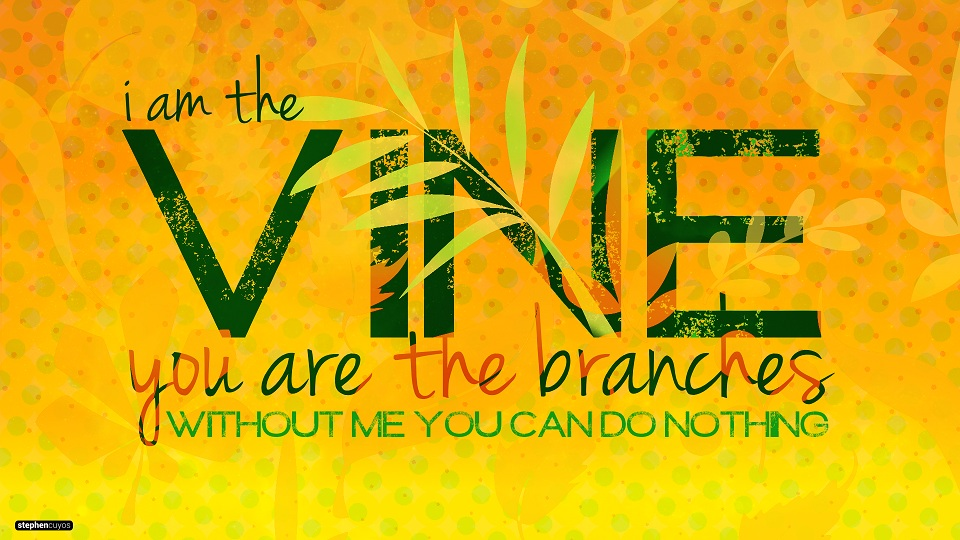 i am the
VINE
you are the branches
WITHOUT ME YOU CAN DO NOTHING
stephencuyos